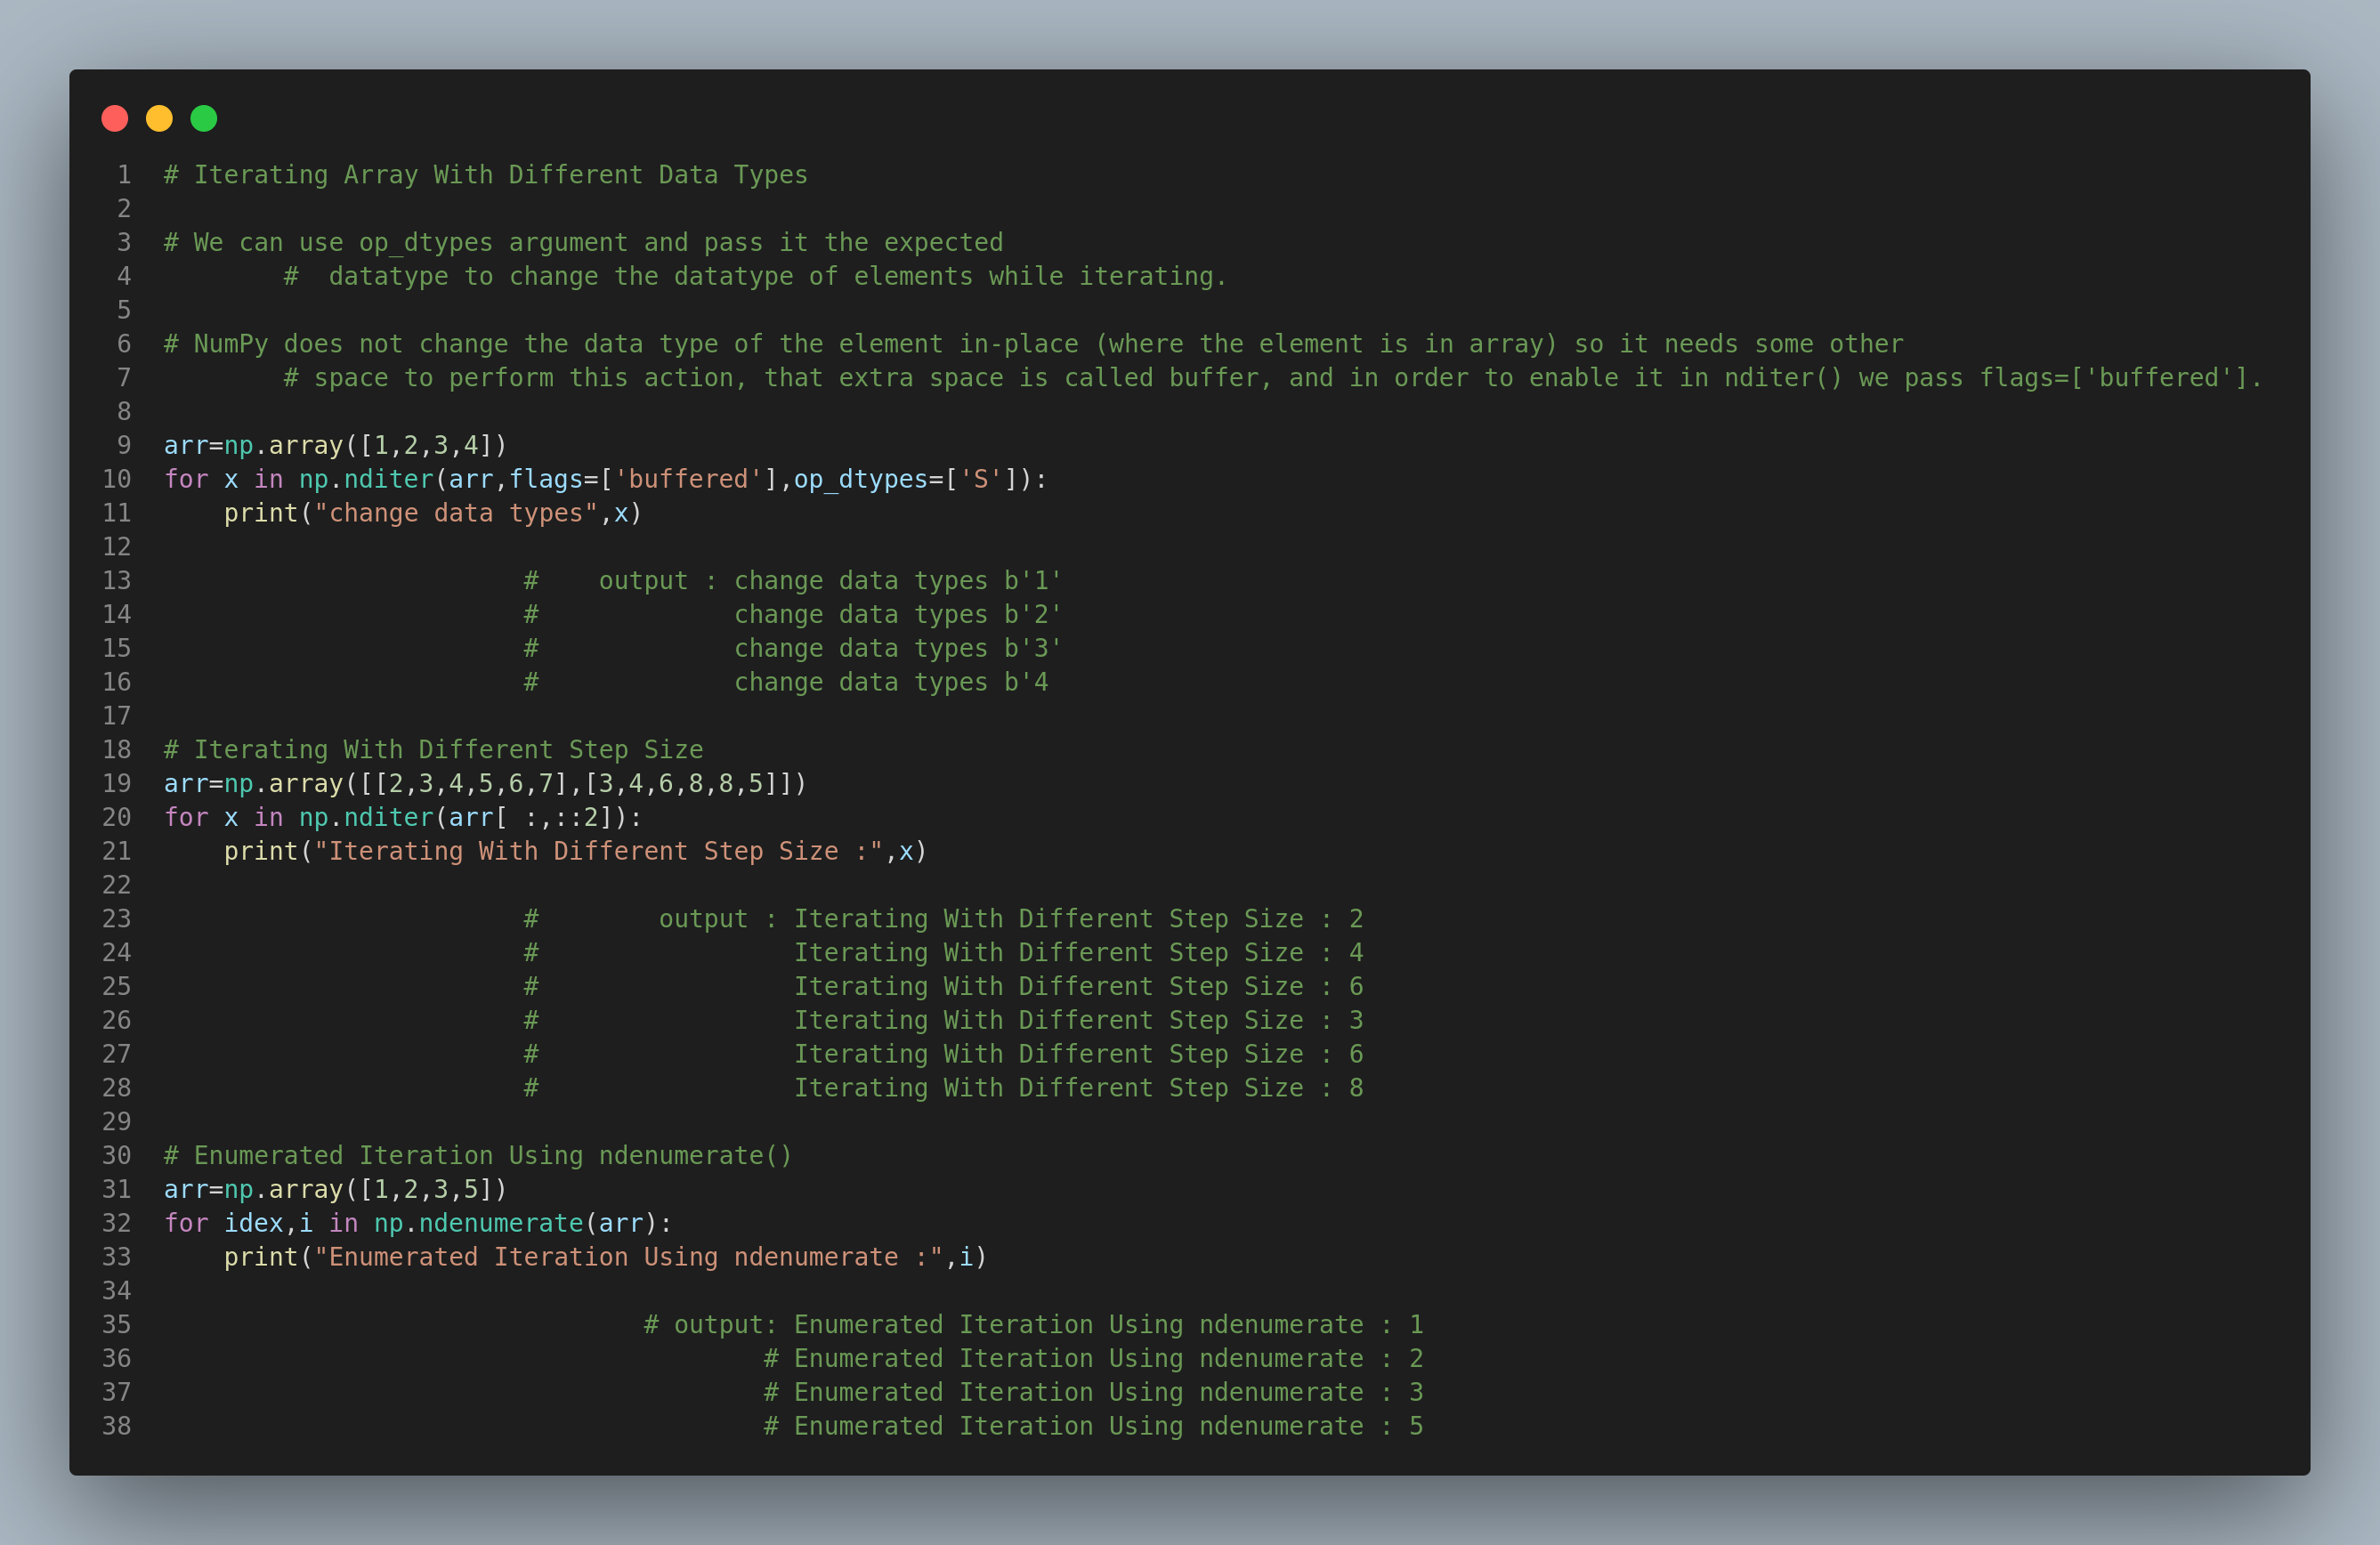 1 # Iterating Array With Different Data Types
2
3 # We can use op_dtypes argument and pass it the expected
4         #  datatype to change the datatype of elements while iterating.
5
6 # NumPy does not change the data type of the element in-place (where the element is in array) so it needs some other
7         # space to perform this action, that extra space is called buffer, and in order to enable it in nditer() we pass flags=['buffered'].
8
9 arr=np.array([1,2,3,4])
10 for x in np.nditer(arr,flags=['buffered'],op_dtypes=['S']):
11     print("change data types",x)
12
13                         #    output : change data types b'1'
14                         #             change data types b'2'
15                         #             change data types b'3'
16                         #             change data types b'4
17
18 # Iterating With Different Step Size
19 arr=np.array([[2,3,4,5,6,7],[3,4,6,8,8,5]])
20 for x in np.nditer(arr[ :,::2]):
21     print("Iterating With Different Step Size :",x)
22
23                         #        output : Iterating With Different Step Size : 2
24                         #                 Iterating With Different Step Size : 4
25                         #                 Iterating With Different Step Size : 6
26                         #                 Iterating With Different Step Size : 3
27                         #                 Iterating With Different Step Size : 6
28                         #                 Iterating With Different Step Size : 8
29
30 # Enumerated Iteration Using ndenumerate()
31 arr=np.array([1,2,3,5])
32 for idex,i in np.ndenumerate(arr):
33     print("Enumerated Iteration Using ndenumerate :",i)
34
35                                 # output: Enumerated Iteration Using ndenumerate : 1
36                                         # Enumerated Iteration Using ndenumerate : 2
37                                         # Enumerated Iteration Using ndenumerate : 3
38                                         # Enumerated Iteration Using ndenumerate : 5